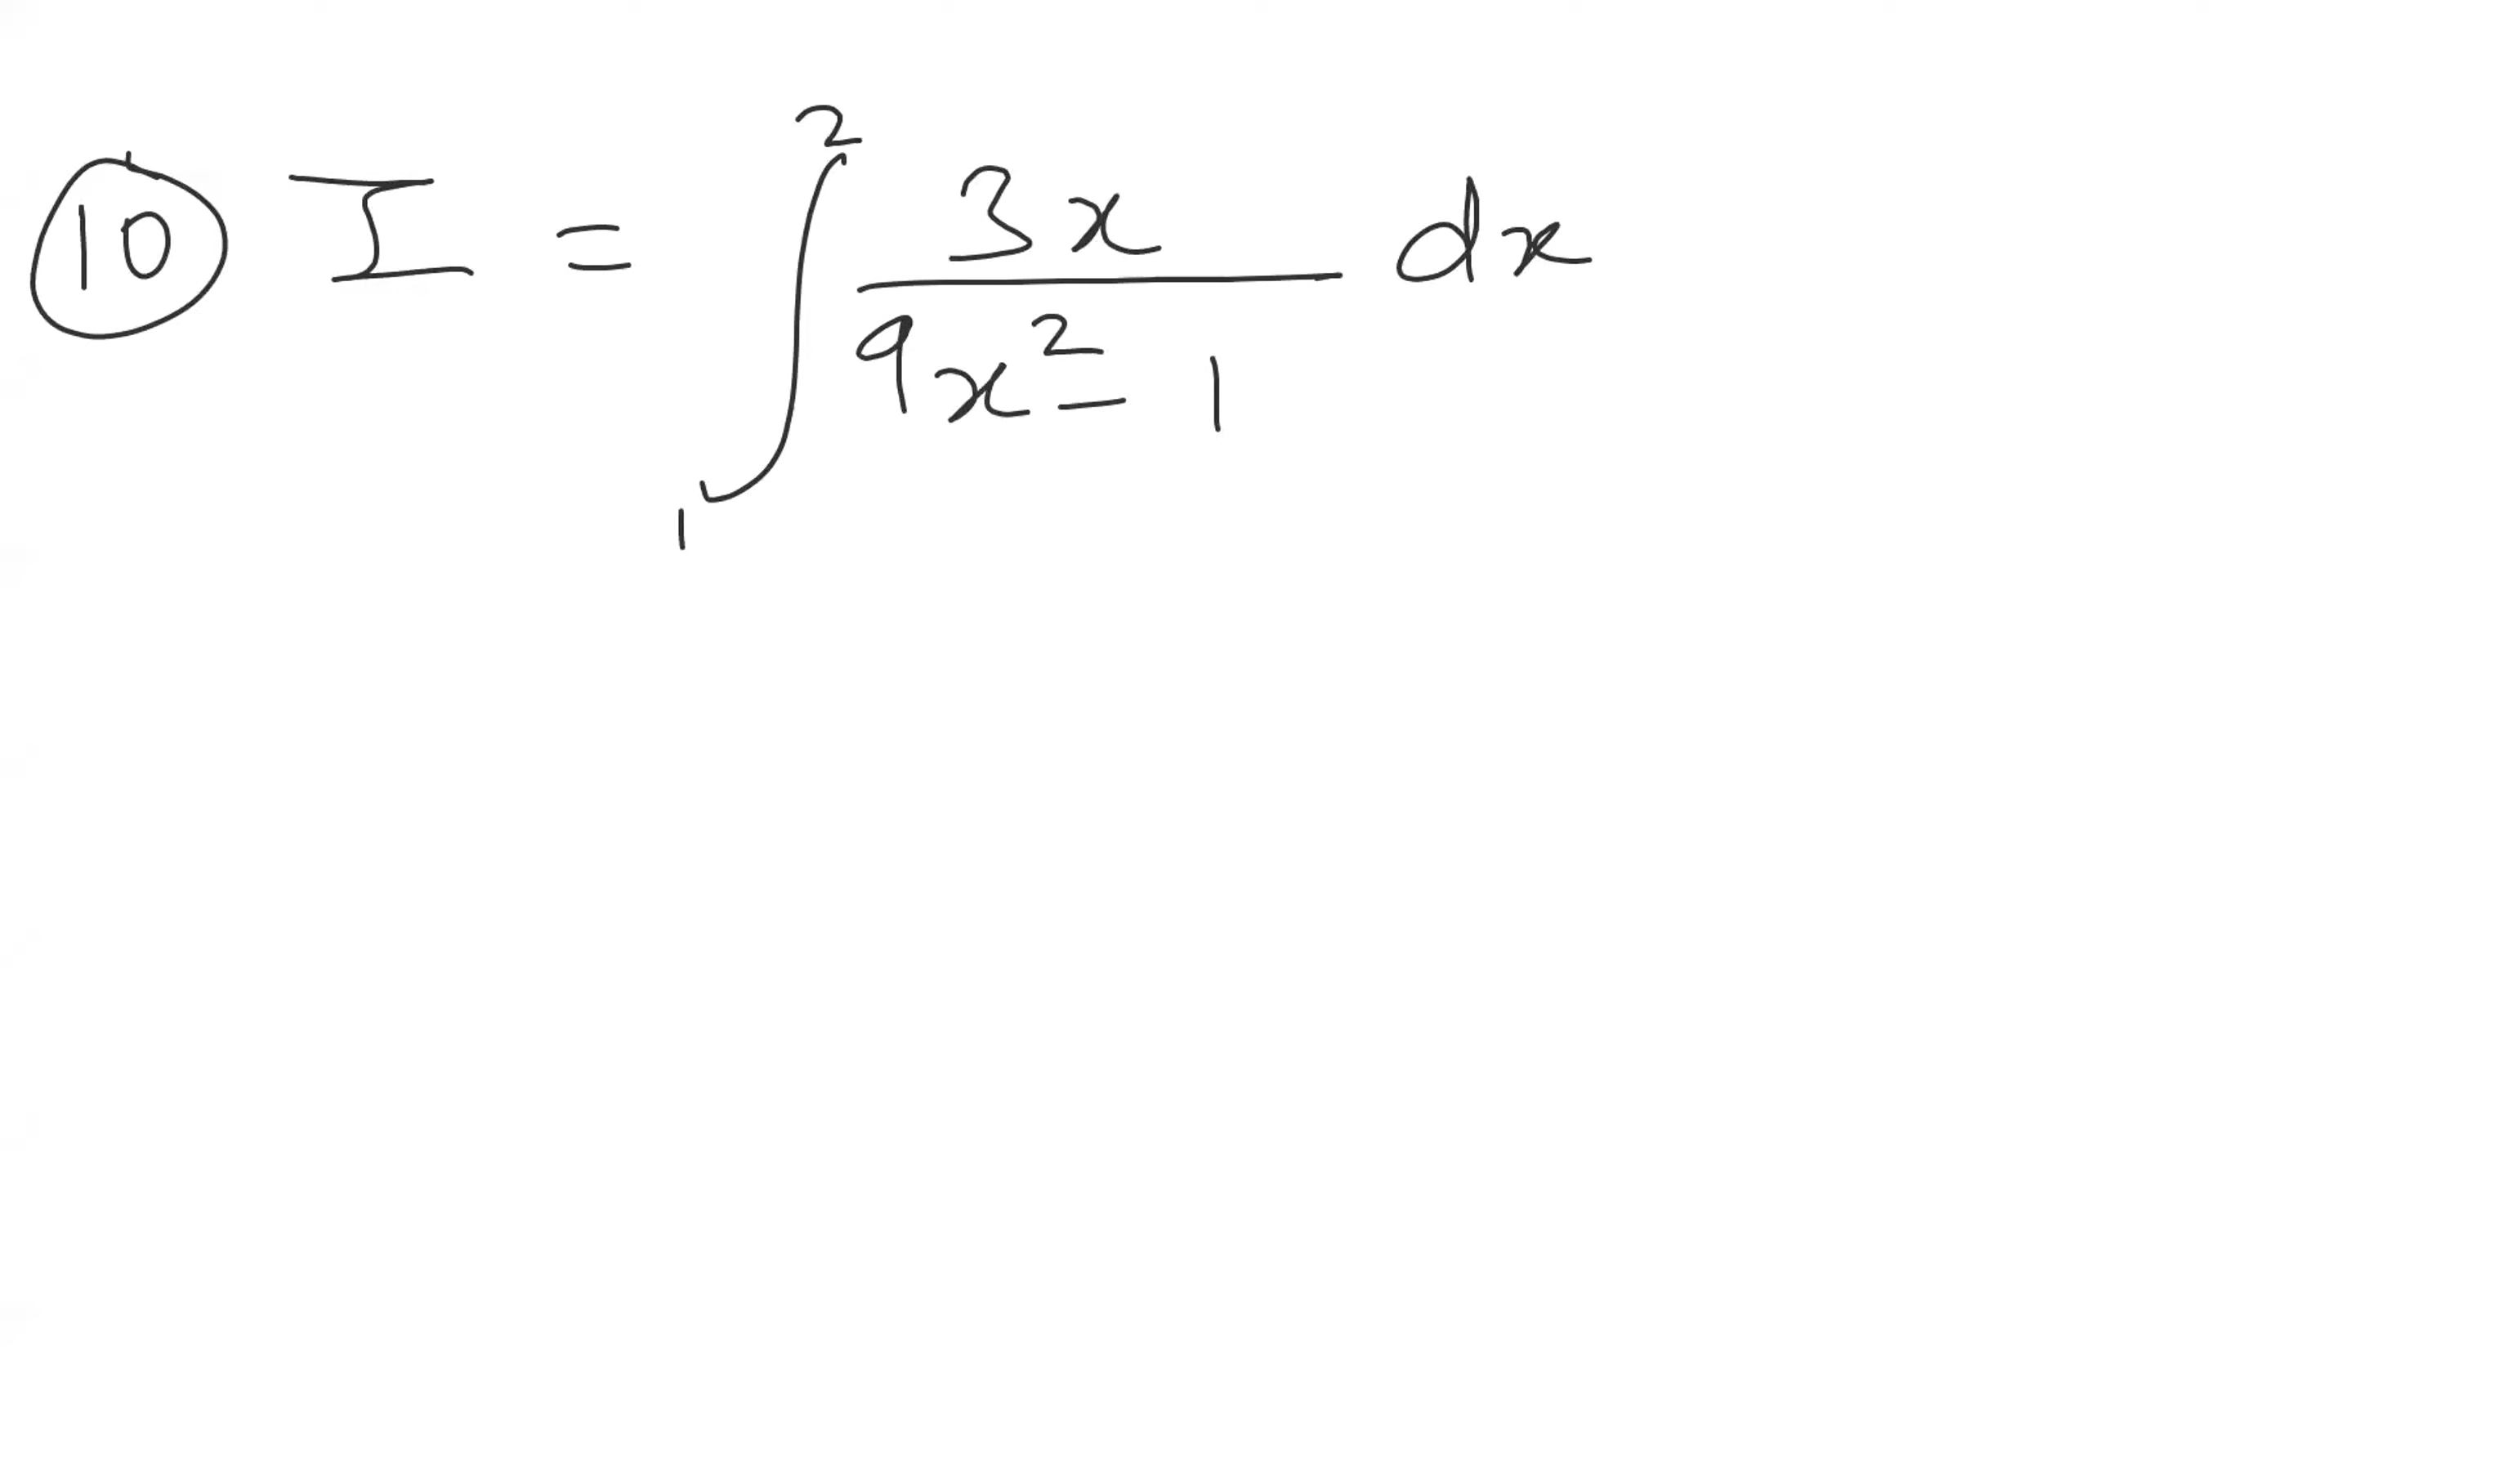 10 I = ∫₁² 3x / (9x² - 1) dx